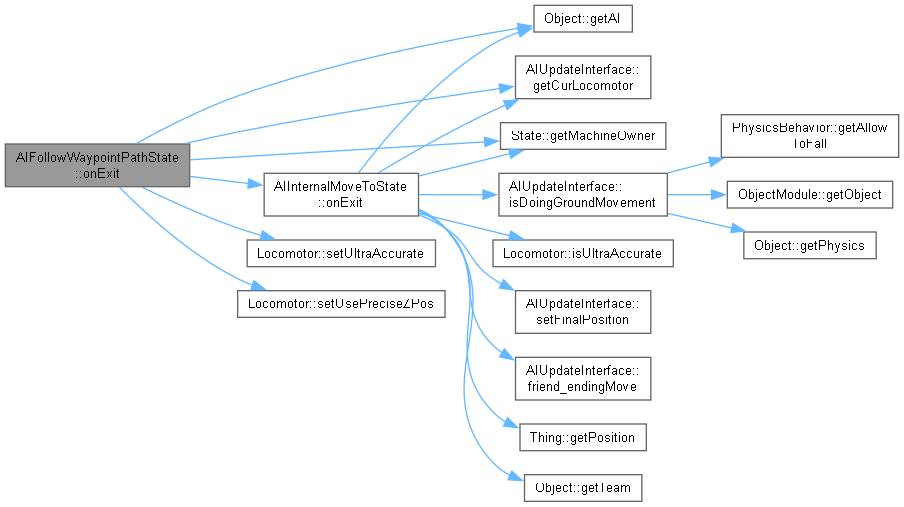 AIFollowWaypointPathState
::onExit
Object::getAI
AIUpdateInterface::
getCurLocomotor
State::getMachineOwner
AIInternalMoveToState
::onExit
Locomotor::setUltraAccurate
Locomotor::setUsePreciseZPos
AIUpdateInterface::
isDoingGroundMovement
Locomotor::isUltraAccurate
AIUpdateInterface::
setFinalPosition
AIUpdateInterface::
friend_endingMove
Thing::getPosition
Object::getTeam
PhysicsBehavior::getAllow
ToFall
ObjectModule::getObject
Object::getPhysics